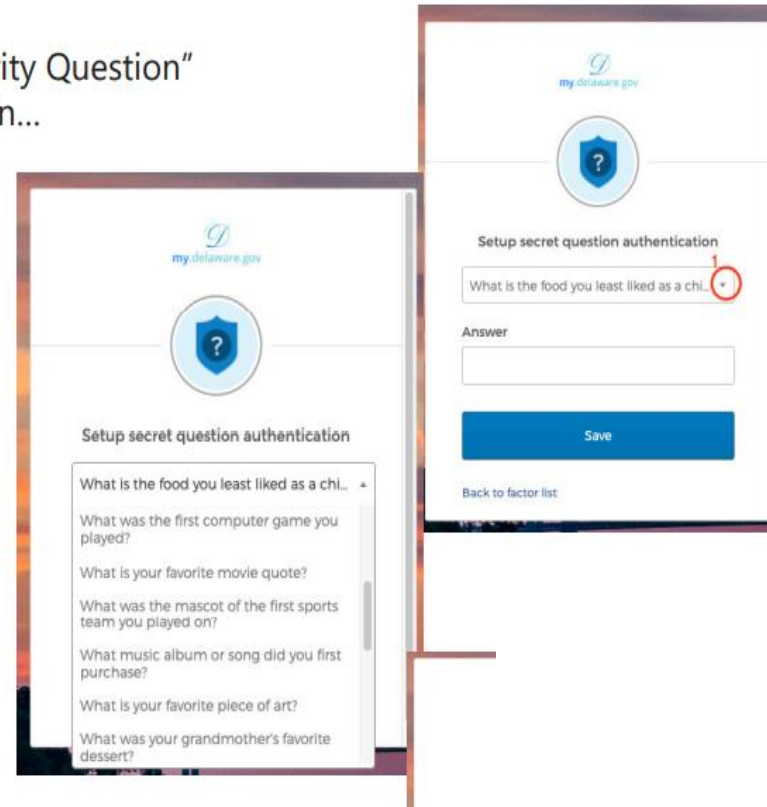 ity Question"
n...
my.delaware.gov
?
Setup secret question authentication
What is the food you least liked as a chi...
What was the first computer game you
played?
What is your favorite movie quote?
What was the mascot of the first sports
team you played on?
What music album or song did you first
purchase?
What is your favorite piece of art?
What was your grandmother's favorite
dessert?
D
my.delaware.gov
?
Setup secret question authentication
1
What is the food you least liked as a chi...
Answer
Save
Back to factor list